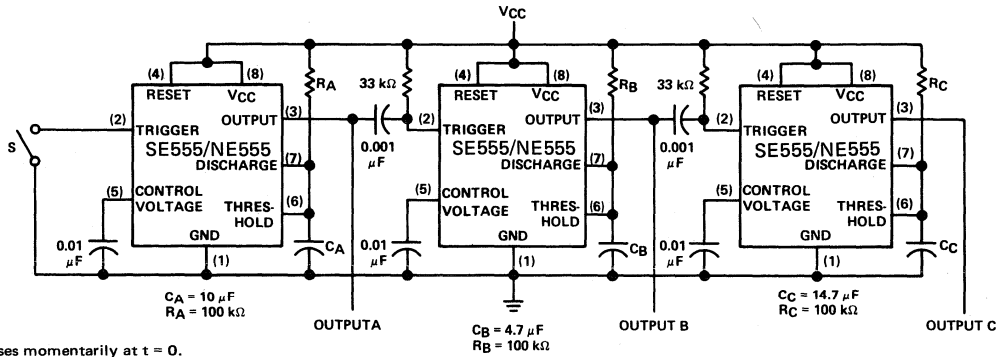 VCC
(4) (8)
RESET VCC
RA
(2)
TRIGGER
OUTPUT
(3)
SE555/NE555
DISCHARGE
(7)
S
(5)
CONTROL
VOLTAGE
THRES-
HOLD
(6)
GND
(1)
0.01
μF
CA
CA = 10 μF
RA = 100 kΩ
OUTPUT A
33 kΩ
0.001
μF
(4) (8)
RESET VCC
RB
(2)
TRIGGER
OUTPUT
(3)
SE555/NE555
DISCHARGE
(7)
(5)
CONTROL
VOLTAGE
THRES-
HOLD
(6)
GND
(1)
0.01
μF
CB
CB = 4.7 μF
RB = 100 kΩ
OUTPUT B
33 kΩ
0.001
μF
(4) (8)
RESET VCC
RC
(2)
TRIGGER
OUTPUT
(3)
SE555/NE555
DISCHARGE
(7)
(5)
CONTROL
VOLTAGE
THRES-
HOLD
(6)
GND
(1)
0.01
μF
CC
CC = 14.7 μF
RC = 100 kΩ
OUTPUT C
ses momentarily at t = 0.